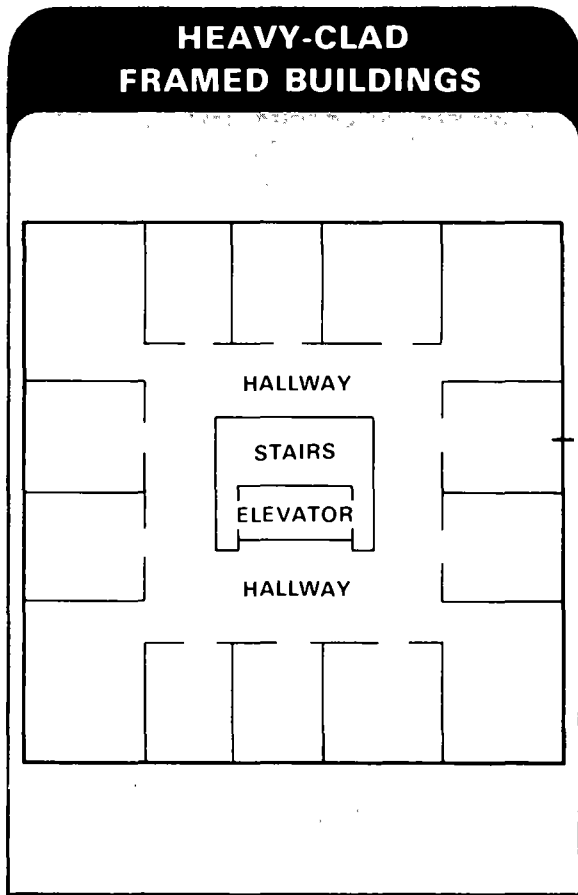 HEAVY-CLAD
FRAMED BUILDINGS
HALLWAY
STAIRS
ELEVATOR
HALLWAY